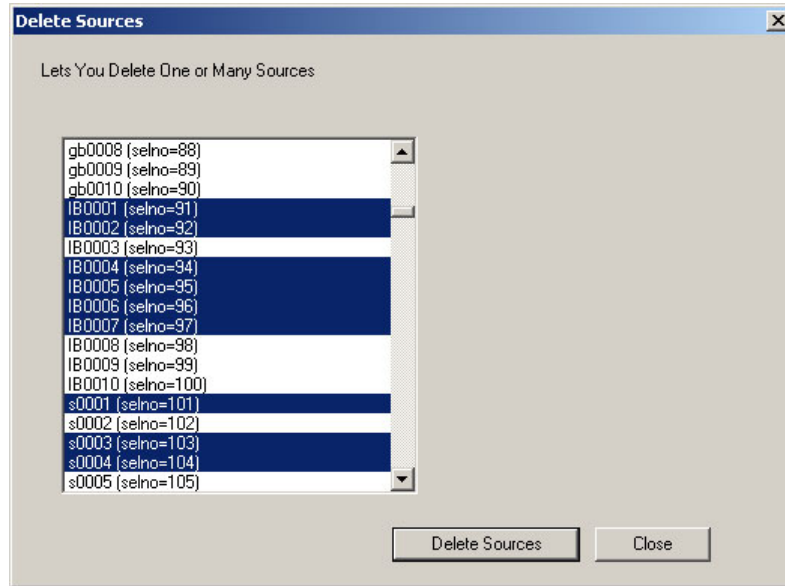 Delete Sources
Lets You Delete One or Many Sources
gb0008 (selno=88)
gb0009 (selno=89)
gb0010 (selno=90)
IB0001 (selno=91)
IB0002 (selno=92)
IB0003 (selno=93)
IB0004 (selno=94)
IB0005 (selno=95)
IB0006 (selno=96)
IB0007 (selno=97)
IB0008 (selno=98)
IB0009 (selno=99)
IB0010 (selno=100)
s0001 (selno=101)
s0002 (selno=102)
s0003 (selno=103)
s0004 (selno=104)
s0005 (selno=105)
Delete Sources Close